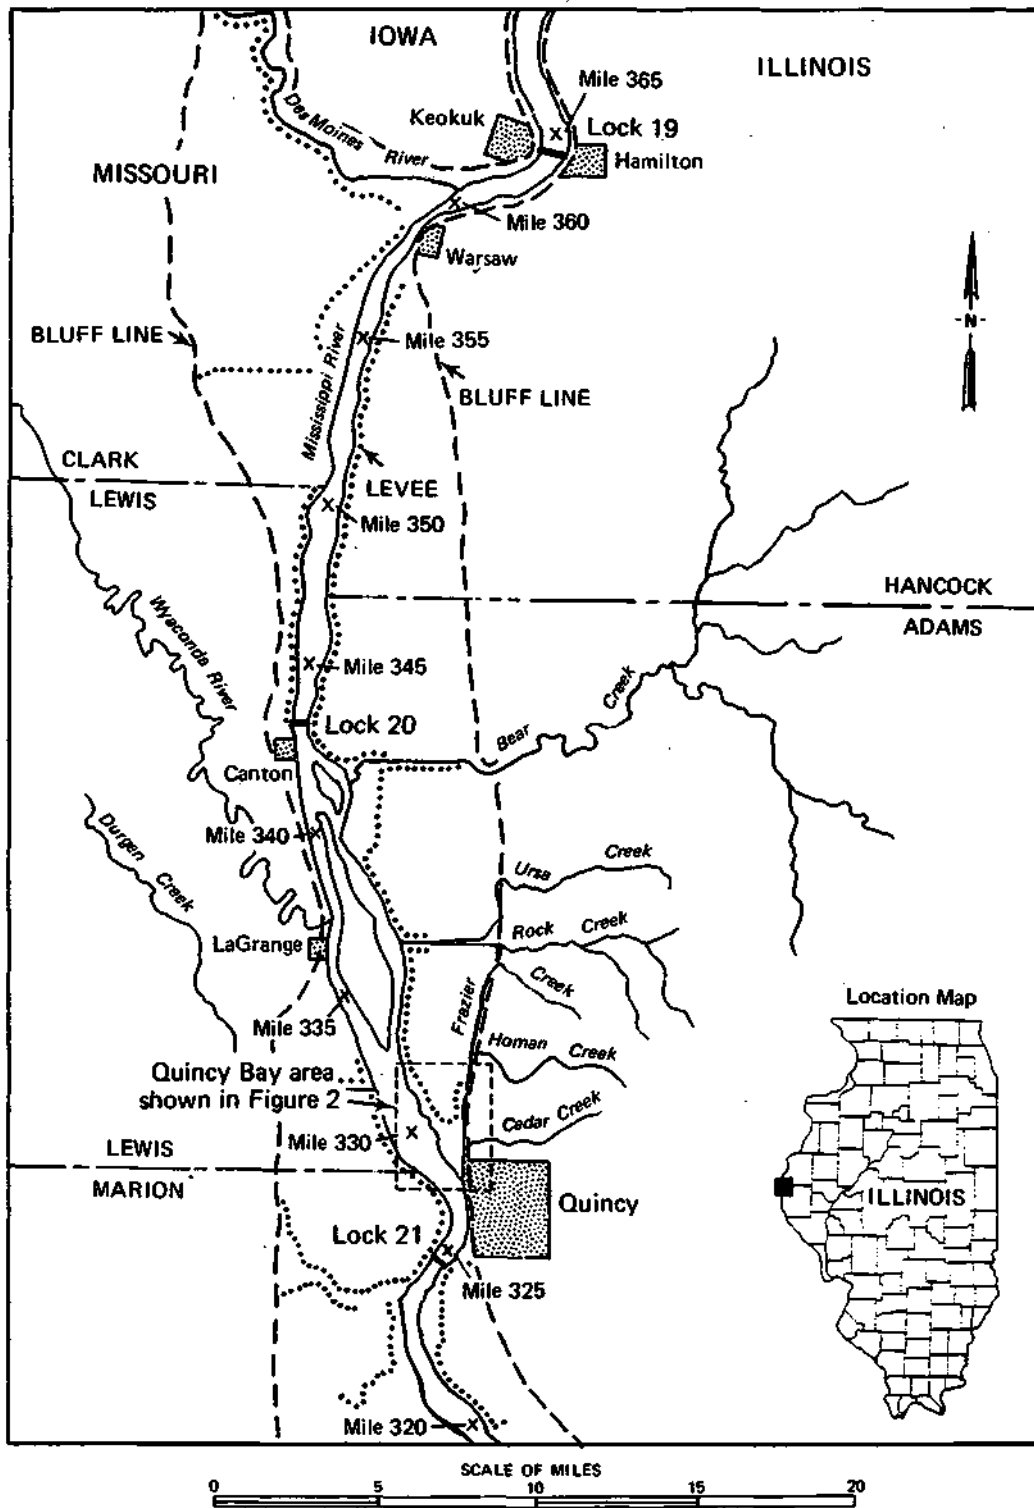 IOWA
ILLINOIS
Mile 365
Keokuk
Lock 19
Des Moines
River
Hamilton
MISSOURI
Mile 360
Warsaw
N
BLUFF LINE
Mississippi River
Mile 355
BLUFF LINE
CLARK
LEWIS
LEVEE
Mile 350
HANCOCK
ADAMS
Wyaconda River
Mile 345
Bear
Creek
Lock 20
Canton
Mile 340
Durgen
Creek
Ursa
Creek
Rock
Creek
LaGrange
Creek
Frazier
Mile 335
Location Map
Homan
Creek
Quincy Bay area
shown in Figure 2
Cedar Creek
Mile 330
LEWIS
MARION
Quincy
ILLINOIS
Lock 21
Mile 325
Mile 320
SCALE OF MILES
0 5 10 15 20